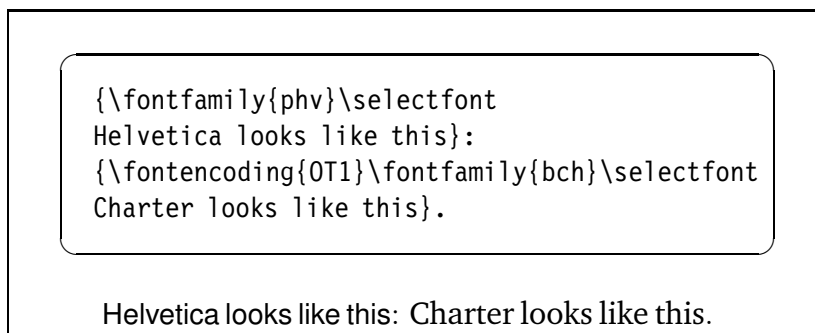 {\fontfamily{phv}\selectfont
Helvetica looks like this}:
{\fontencoding{OT1}\fontfamily{bch}\selectfont
Charter looks like this}.
Helvetica looks like this: Charter looks like this.